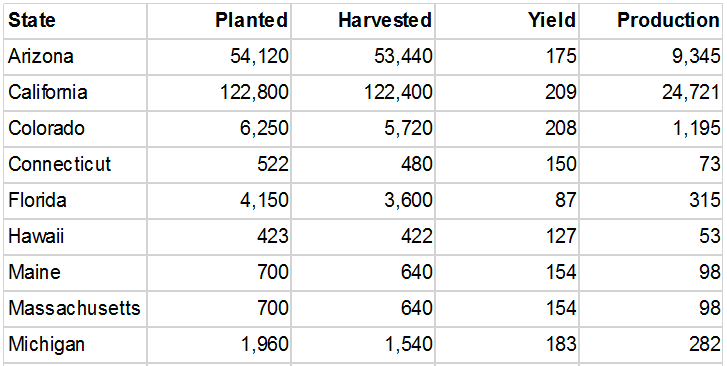 State Planted Harvested Yield Production
Arizona 54,120 53,440 175 9,345
California 122,800 122,400 209 24,721
Colorado 6,250 5,720 208 1,195
Connecticut 522 480 150 73
Florida 4,150 3,600 87 315
Hawaii 423 422 127 53
Maine 700 640 154 98
Massachusetts 700 640 154 98
Michigan 1,960 1,540 183 282